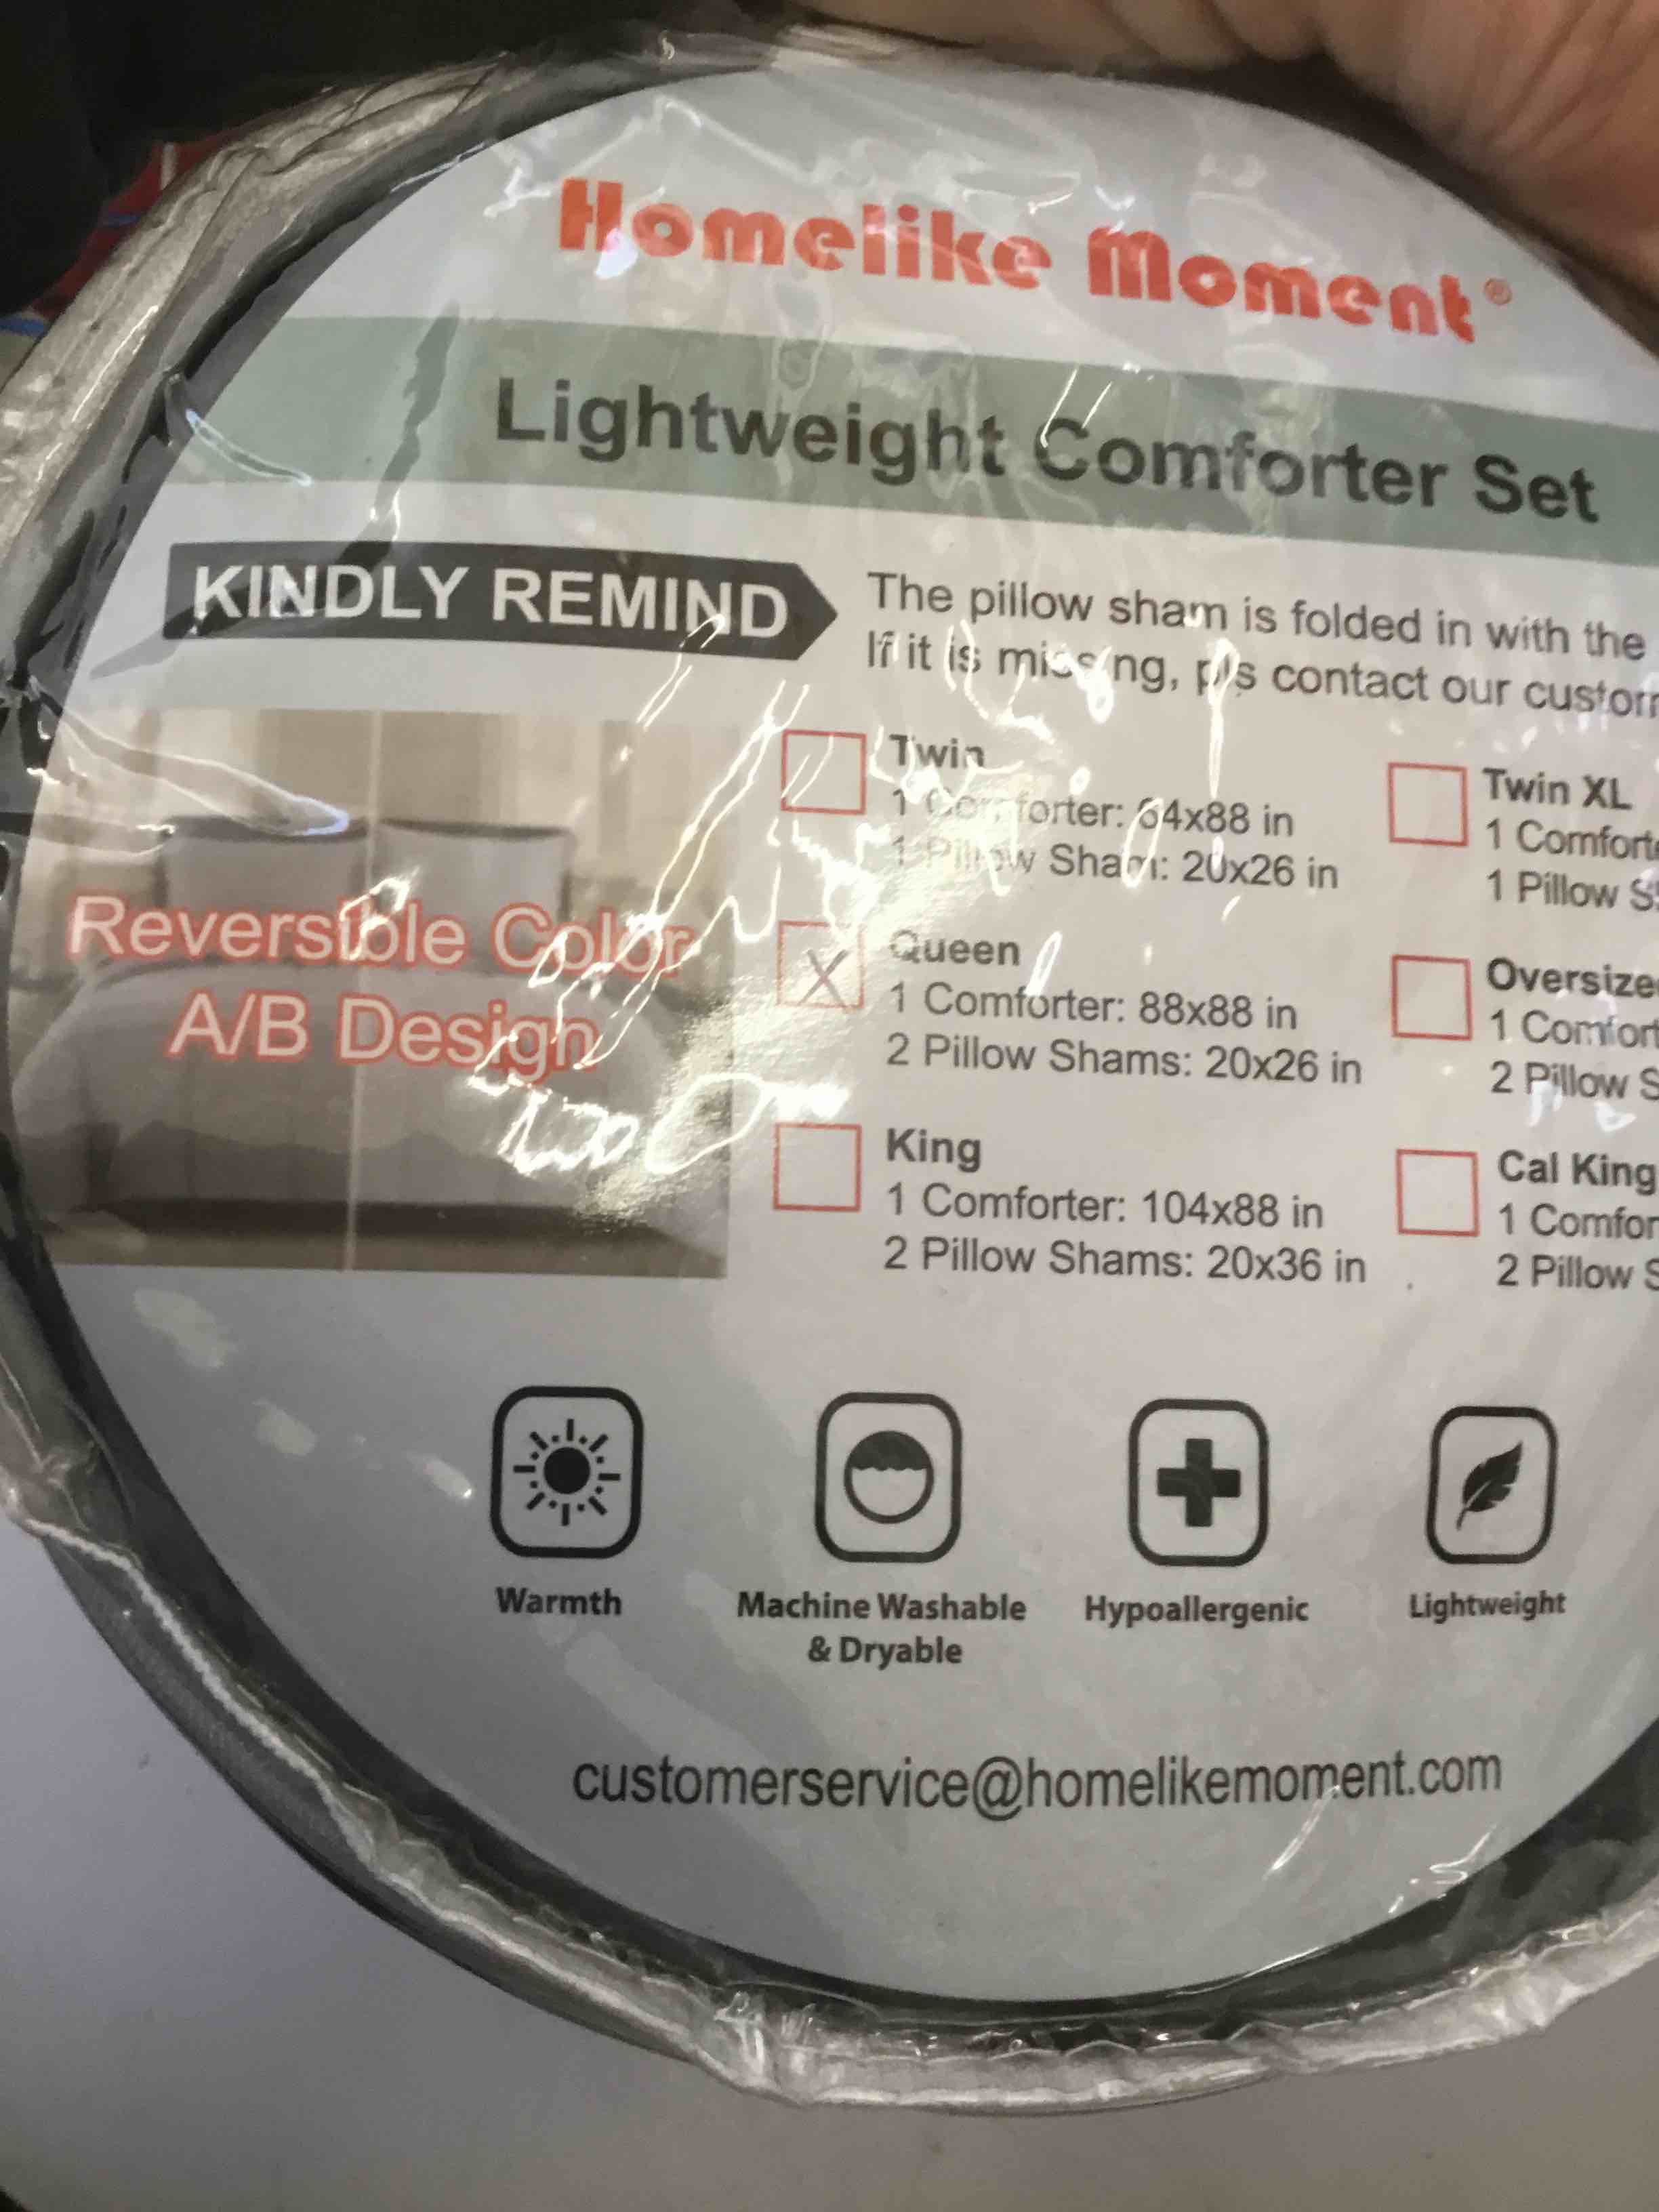 Homelike Moment®
Lightweight Comforter Set
KINDLY REMIND
The pillow sham is folded in with the
If it is missing, pls contact our custom
Reversible Color
A/B Design
Twin
1 Comforter: 64x88 in
1 Pillow Sham: 20x26 in
Twin XL
1 Comforte
1 Pillow S
X
Queen
1 Comforter: 88x88 in
2 Pillow Shams: 20x26 in
Oversize
1 Comfort
2 Pillow S
King
1 Comforter: 104x88 in
2 Pillow Shams: 20x36 in
Cal King
1 Comfor
2 Pillow S
Warmth
Machine Washable
& Dryable
Hypoallergenic
Lightweight
customerservice@homelikemoment.com